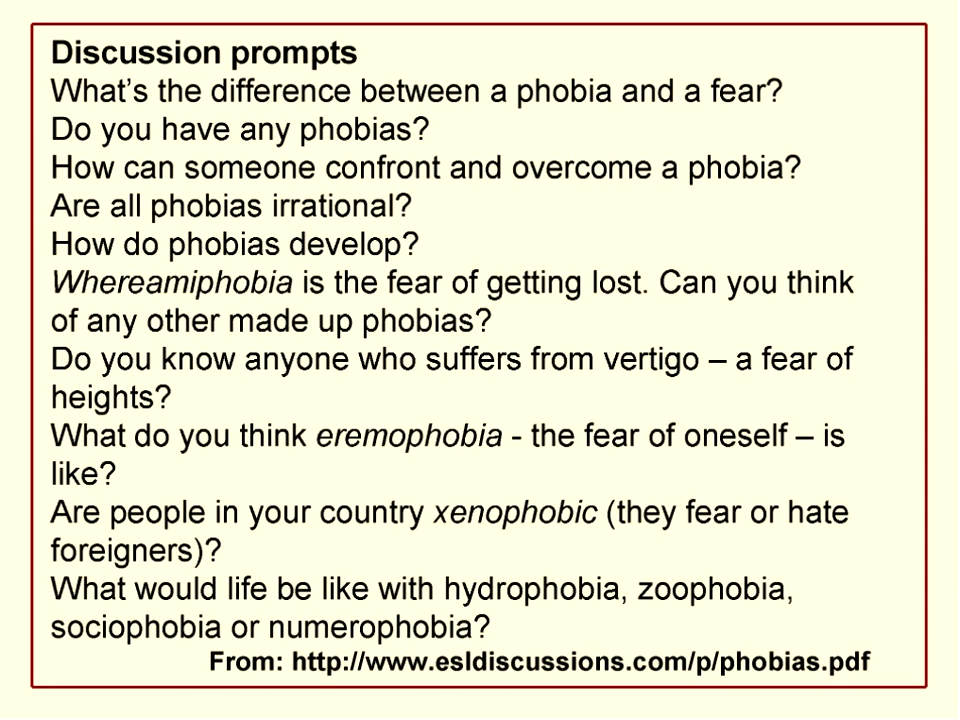 Discussion prompts
What’s the difference between a phobia and a fear?
Do you have any phobias?
How can someone confront and overcome a phobia?
Are all phobias irrational?
How do phobias develop?
Whereamiphobia is the fear of getting lost. Can you think
of any other made up phobias?
Do you know anyone who suffers from vertigo – a fear of
heights?
What do you think eremophobia - the fear of oneself – is
like?
Are people in your country xenophobic (they fear or hate
foreigners)?
What would life be like with hydrophobia, zoophobia,
sociophobia or numerophobia?
From: http://www.esldiscussions.com/p/phobias.pdf